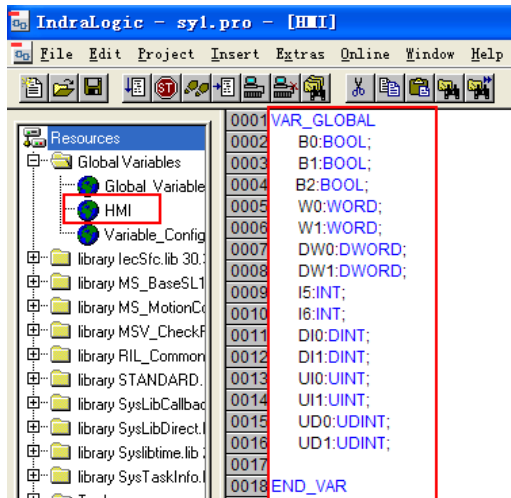 IndraLogic - sy1.pro - [HMI]
File Edit Project Insert Extras Online Window Help
Resources
Global Variables
Global_Variable
HMI
Variable_Config
library IecSfc.lib 30.
library MS_BaseSL1
library MS_MotionCo
library MSV_CheckF
library RIL_Common
library STANDARD.
library SysLibCallbac
library SysLibDirect.l
library Syslibtime.lib
library SysTaskInfo.l
0001 VAR_GLOBAL
0002 B0:BOOL;
0003 B1:BOOL;
0004 B2:BOOL;
0005 W0:WORD;
0006 W1:WORD;
0007 DW0:DWORD;
0008 DW1:DWORD;
0009 I5:INT;
0010 I6:INT;
0011 DI0:DINT;
0012 DI1:DINT;
0013 UI0:UINT;
0014 UI1:UINT;
0015 UD0:UDINT;
0016 UD1:UDINT;
0017
0018 END_VAR